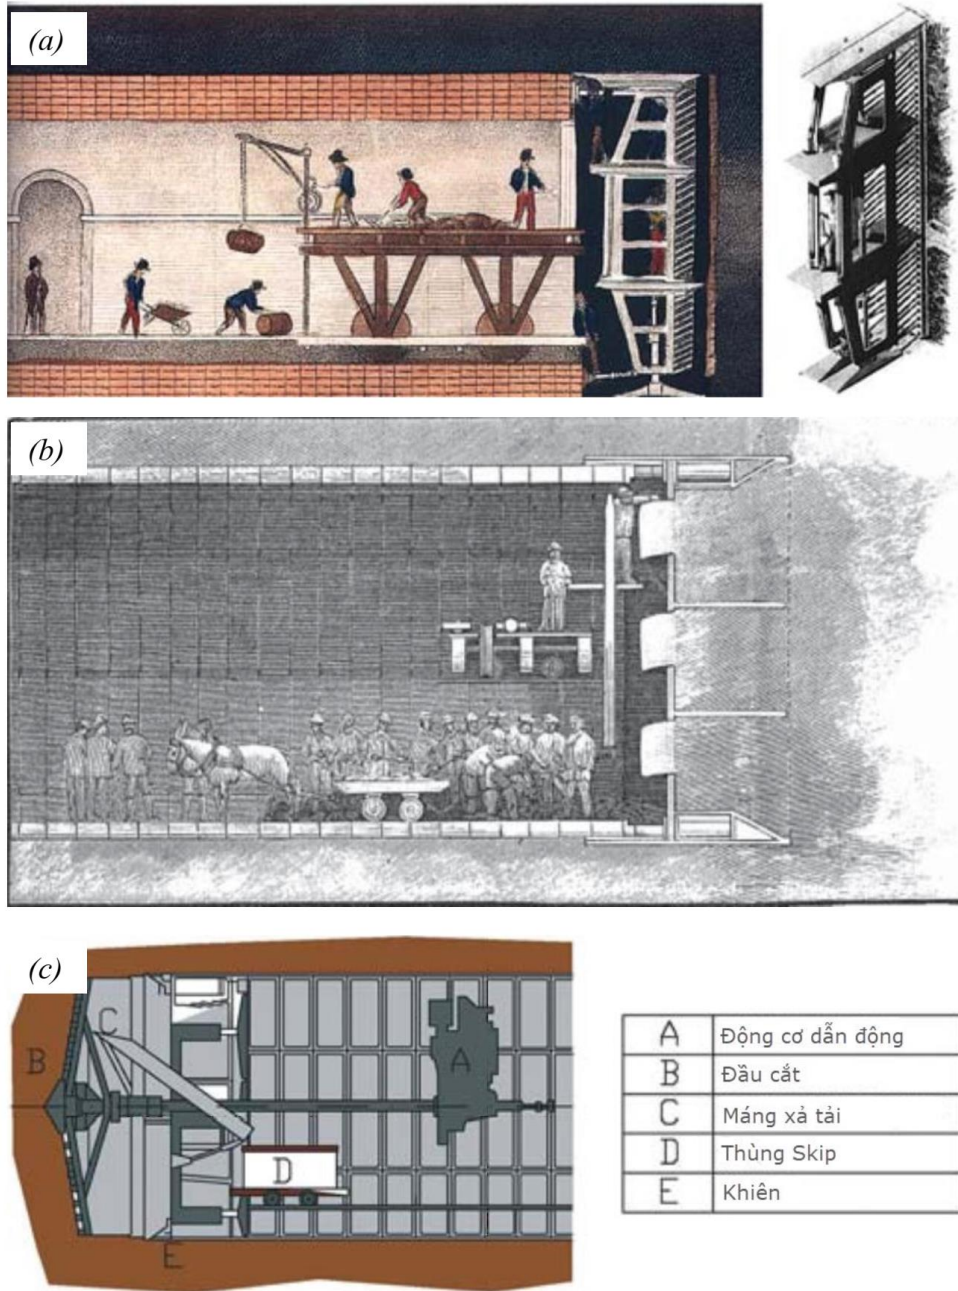 (a)
(b)
(c)
C
B
A
D
E
A Động cơ dẫn động
B Đầu cắt
C Máng xả tải
D Thùng Skip
E Khiên